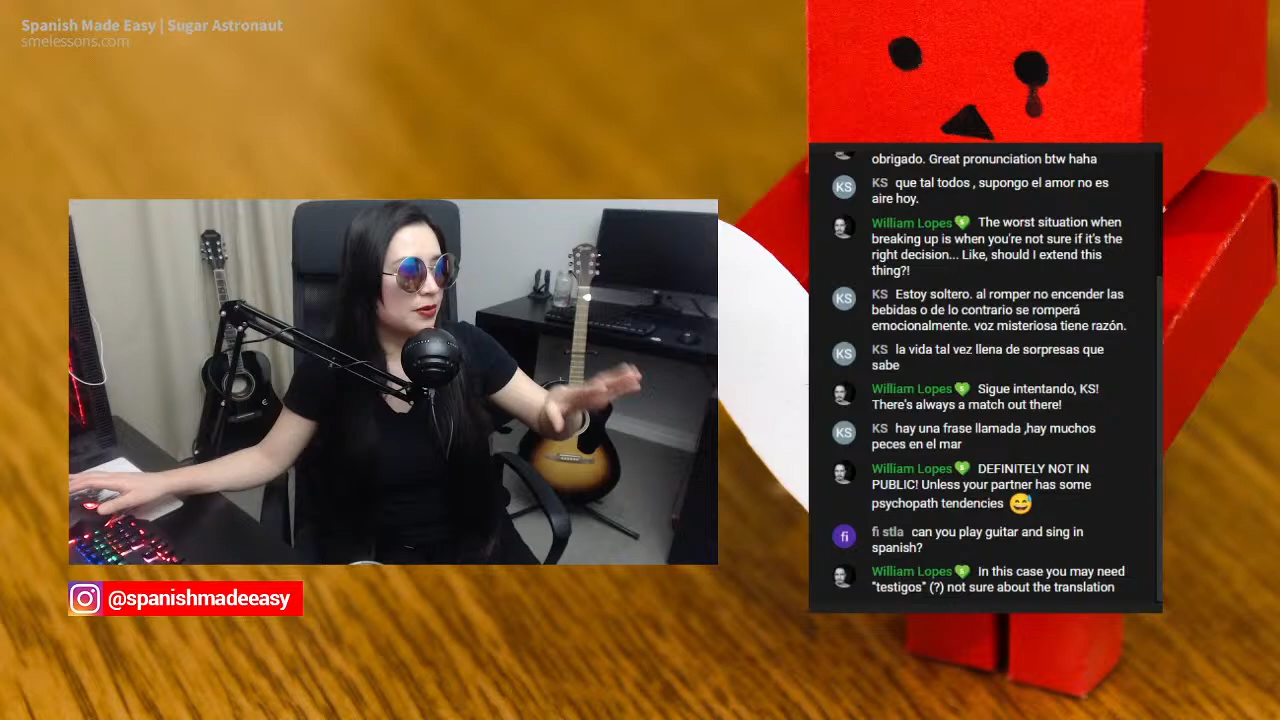 Spanish Made Easy | Sugar Astronaut
smelessons.com
obrigado. Great pronunciation btw haha
KS que tal todos , supongo el amor no es
aire hoy.
William Lopes The worst situation when
breaking up is when you're not sure if it's the
right decision... Like, should I extend this
thing?!
KS Estoy soltero. al romper no encender las
bebidas o de lo contrario se romperá
emocionalmente. voz misteriosa tiene razón.
KS la vida tal vez llena de sorpresas que
sabe
William Lopes Sigue intentando, KS!
There's always a match out there!
KS hay una frase llamada ,hay muchos
peces en el mar
William Lopes DEFINITELY NOT IN
PUBLIC! Unless your partner has some
psychopath tendencies
fi
fi stla can you play guitar and sing in
spanish?
William Lopes In this case you may need
"testigos" (?) not sure about the translation
@spanishmadeeasy